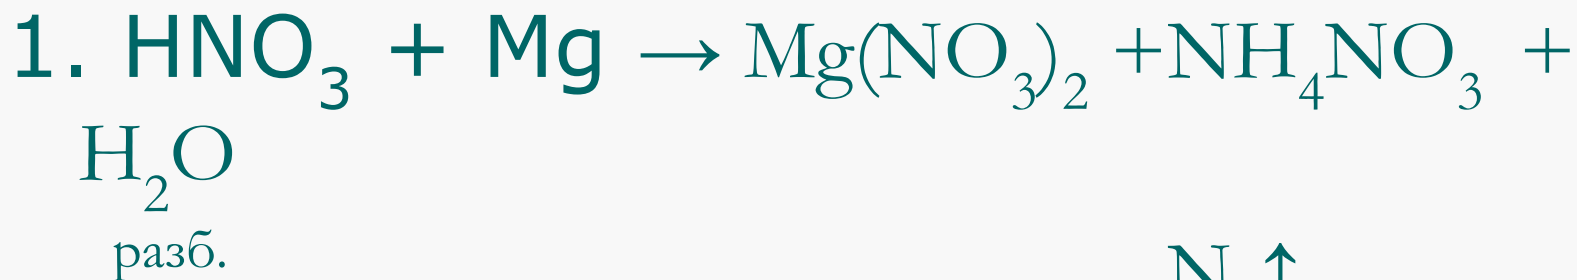 1. HNO₃ + Mg → Mg(NO₃)₂ +NH₄NO₃ +
H₂O
разб.
N ↑